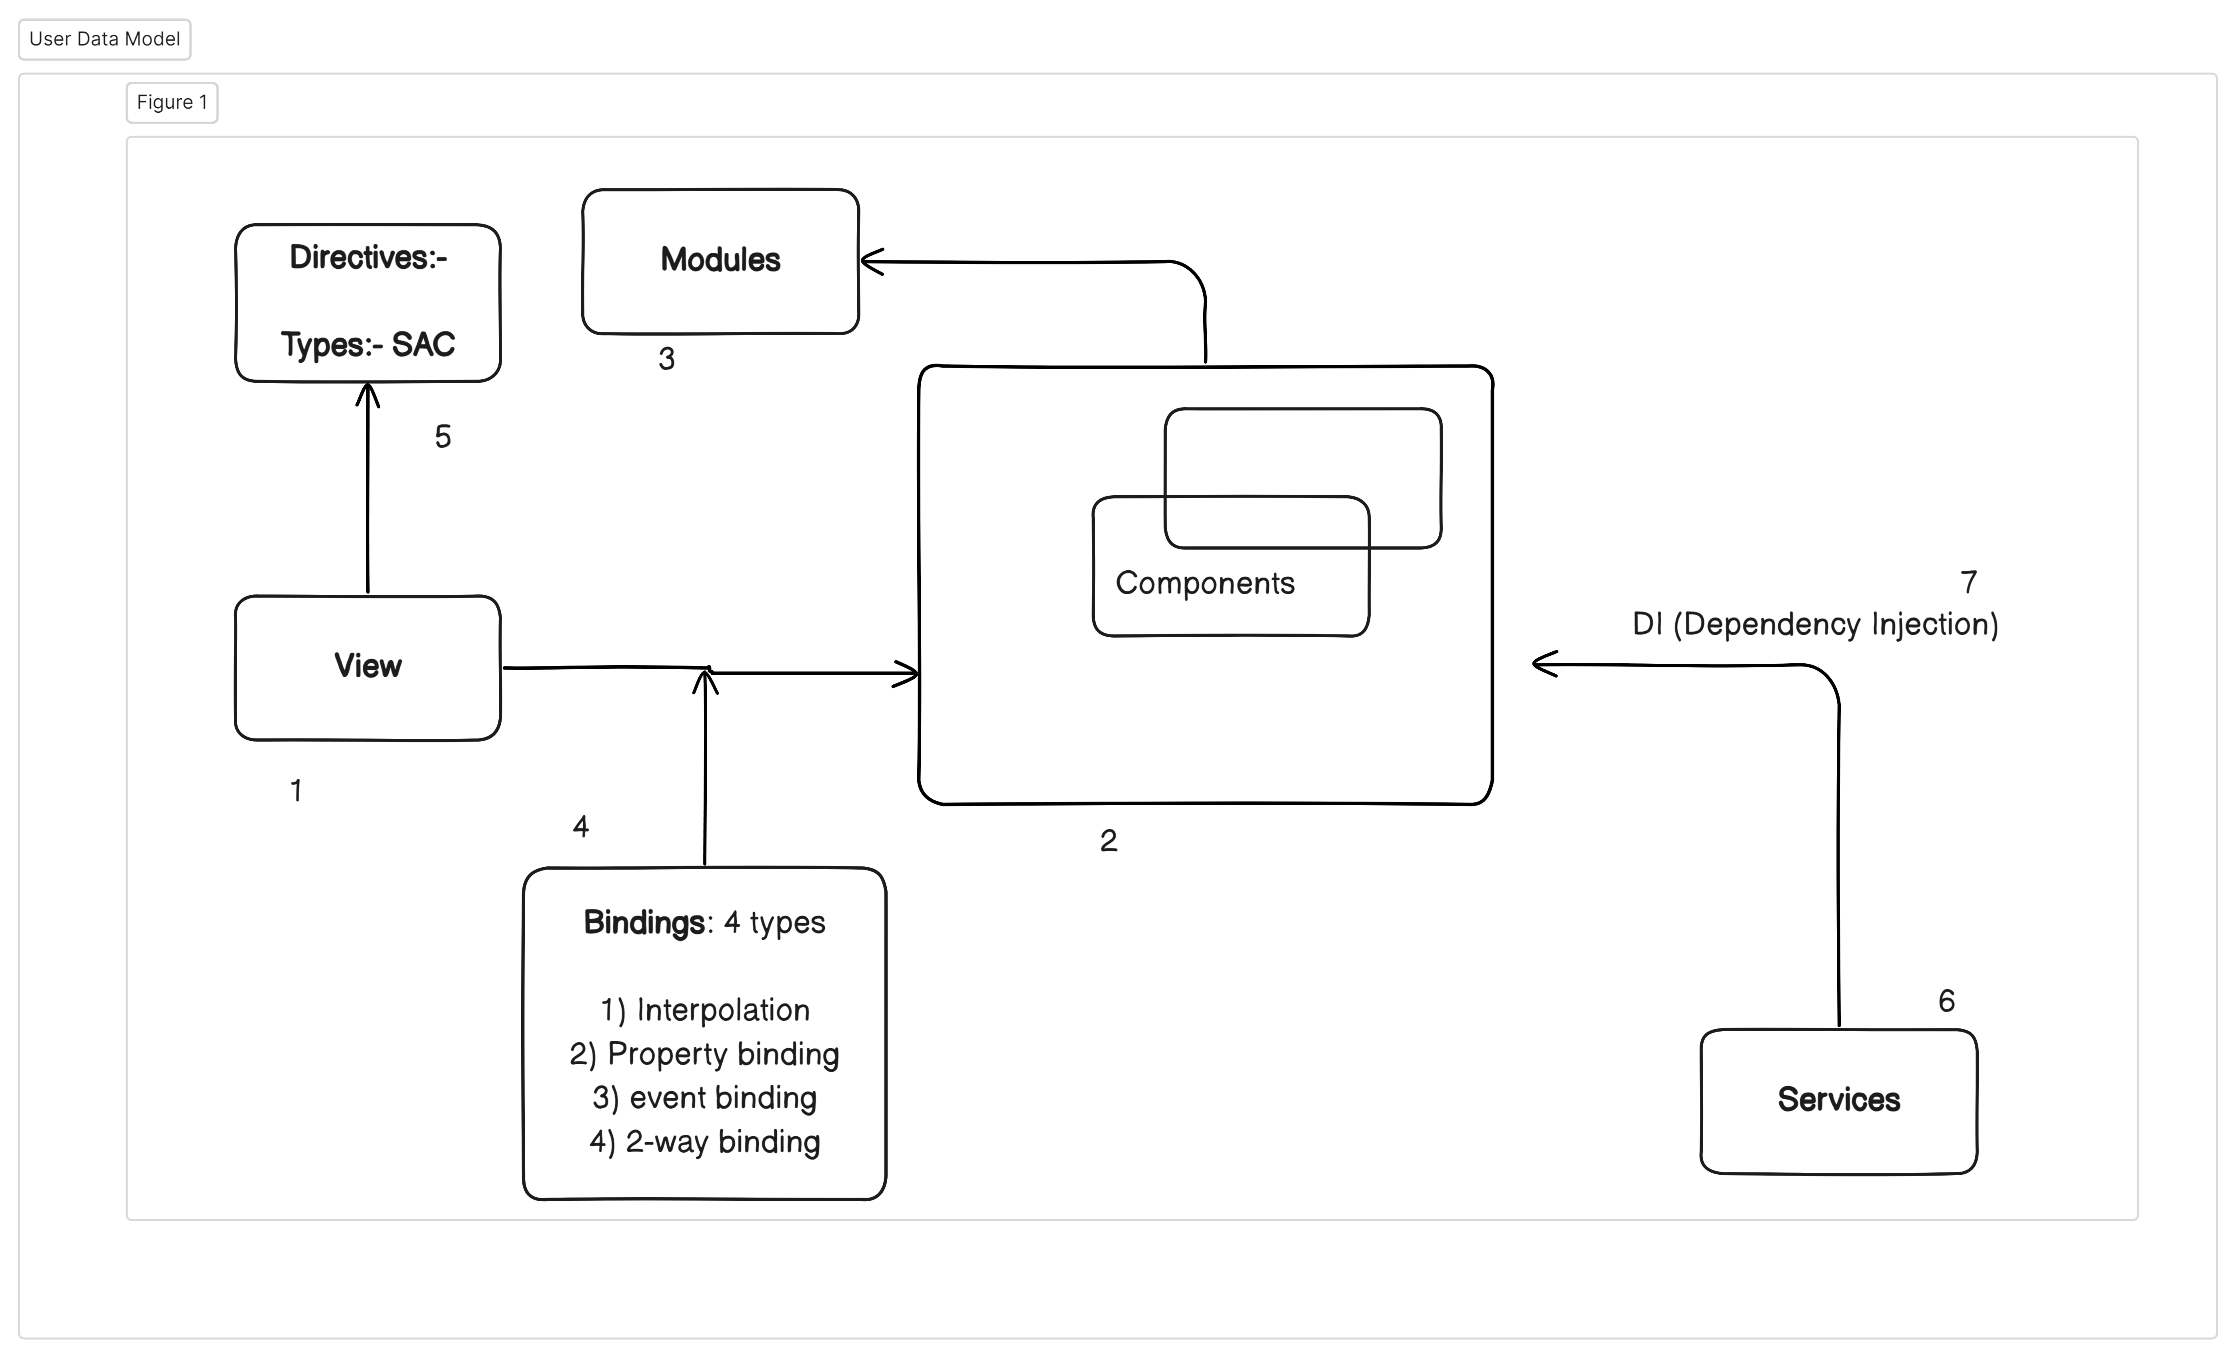 User Data Model
Figure 1
Directives:-
Types:- SAC
5
Modules
3
View
1
Components
2
4
Bindings: 4 types
1) Interpolation
2) Property binding
3) event binding
4) 2-way binding
7
DI (Dependency Injection)
6
Services